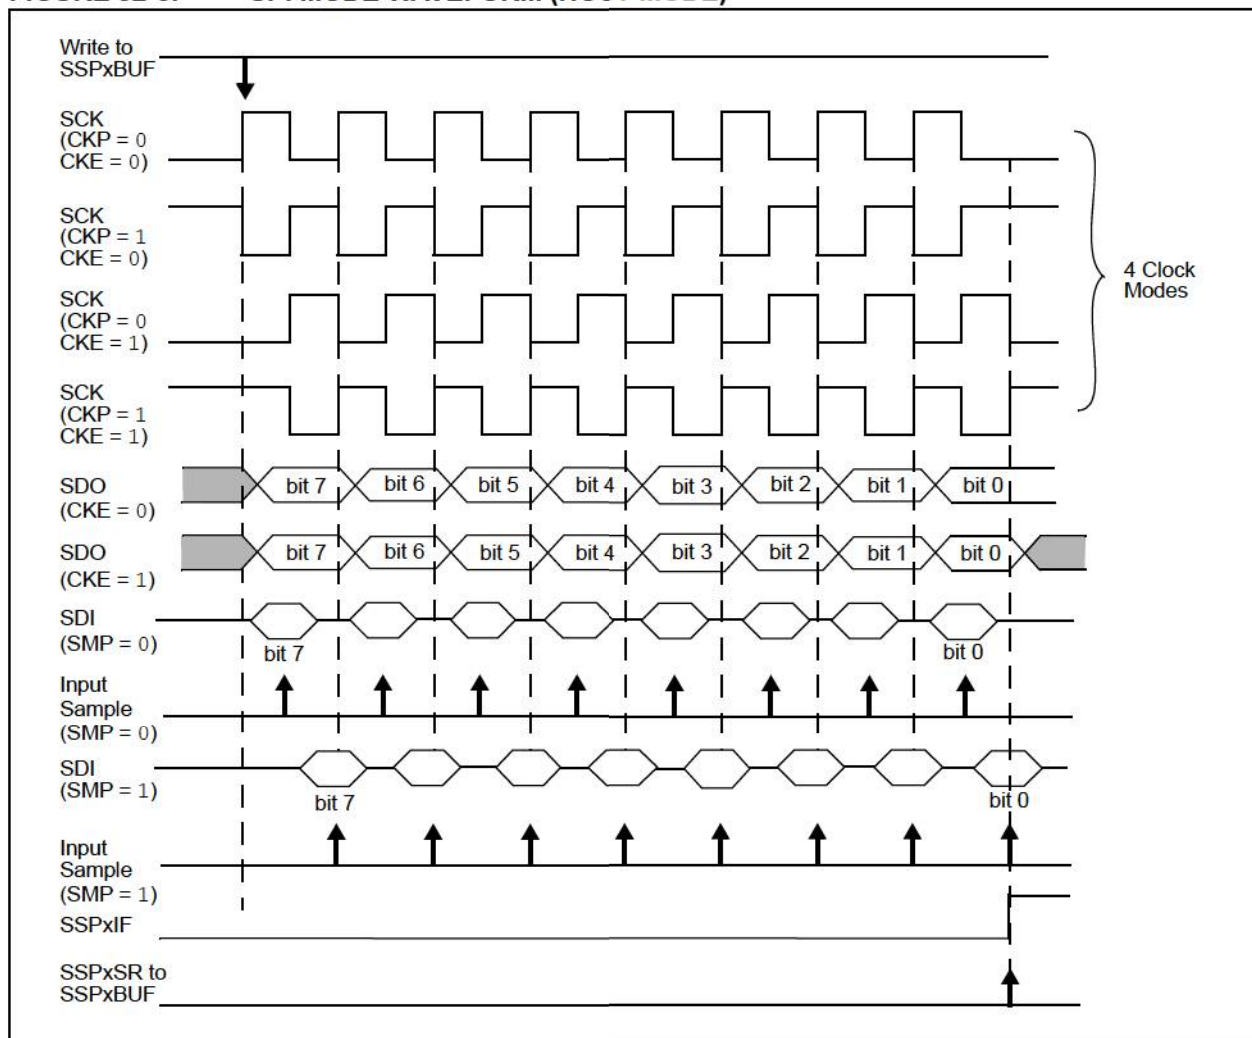 Write to
SSPxBUF
SCK
(CKP = 0
CKE = 0)
SCK
(CKP = 1
CKE = 0)
4 Clock
Modes
SCK
(CKP = 0
CKE = 1)
SCK
(CKP = 1
CKE = 1)
SDO
(CKE = 0)
bit 7 bit 6 bit 5 bit 4 bit 3 bit 2 bit 1 bit 0
SDO
(CKE = 1)
bit 7 bit 6 bit 5 bit 4 bit 3 bit 2 bit 1 bit 0
SDI
(SMP = 0)
bit 7 bit 0
Input
Sample
(SMP = 0)
SDI
(SMP = 1)
bit 7 bit 0
Input
Sample
(SMP = 1)
SSPxIF
SSPxSR to
SSPxBUF